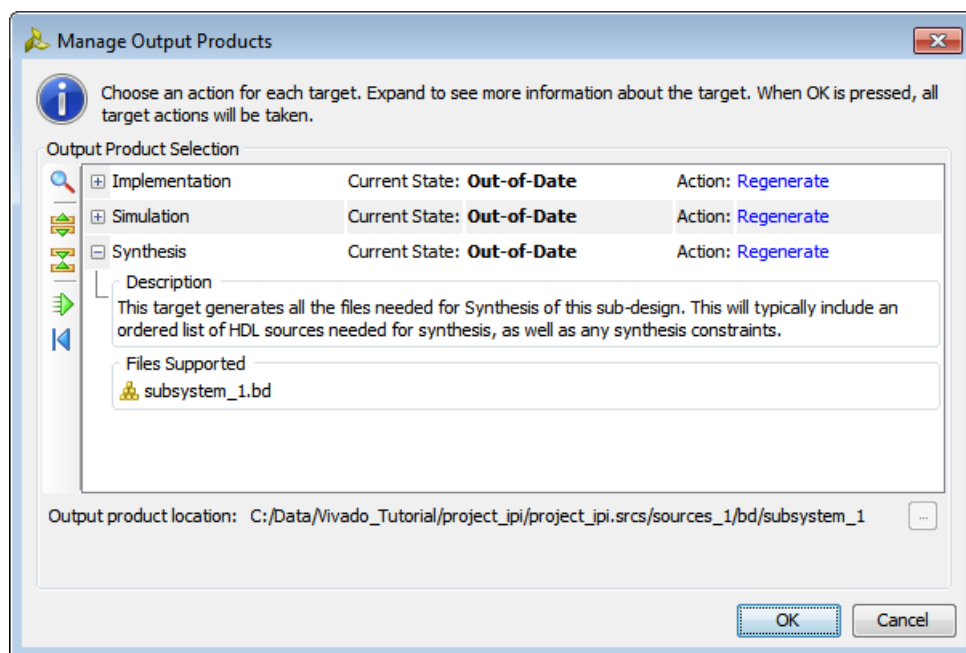 Manage Output Products
Choose an action for each target. Expand to see more information about the target. When OK is pressed, all
target actions will be taken.
Output Product Selection
Implementation Current State: Out-of-Date Action: Regenerate
Simulation Current State: Out-of-Date Action: Regenerate
Synthesis Current State: Out-of-Date Action: Regenerate
Description
This target generates all the files needed for Synthesis of this sub-design. This will typically include an
ordered list of HDL sources needed for synthesis, as well as any synthesis constraints.
Files Supported
subsystem_1.bd
Output product location: C:/Data/Vivado_Tutorial/project_ipi/project_ipi.srcs/sources_1/bd/subsystem_1 ...
OK Cancel